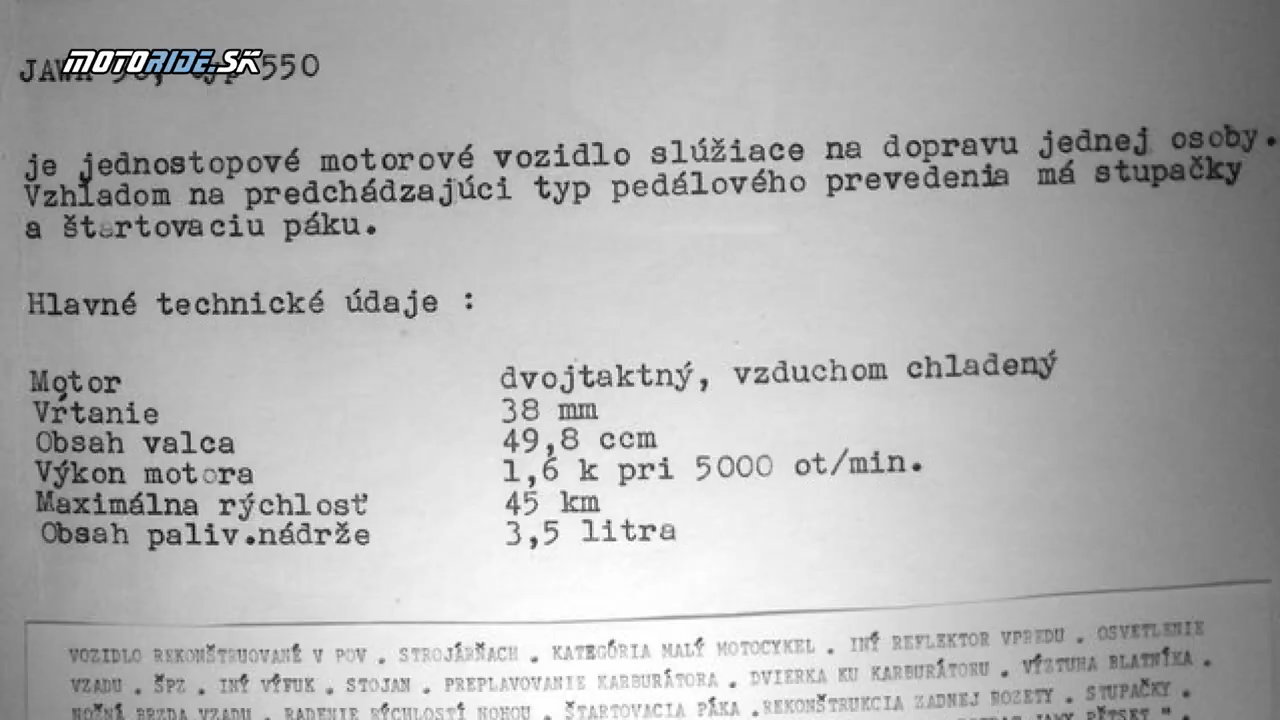 MOTORIDE.SK
JAWA 50, typ 550
je jednostopové motorové vozidlo slúžiace na dopravu jednej osoby.
Vzhladom na predchádzajúci typ pedálového prevedenia má stupačky
a štartovaciu páku.
Hlavné technické údaje :
Motor dvojtaktný, vzduchom chladený
Vŕtanie 38 mm
Obsah valca 49,8 ccm
Výkon motora 1,6 k pri 5000 ot/min.
Maximálna rýchlosť 45 km
Obsah paliv.nádrže 3,5 litra
VOZIDLO REKONŠTRUOVANÉ V POV . STROJÁRŇACH . KATEGÓRIA MALÝ MOTOCYKEL . INÝ REFLEKTOR VPREDU . OSVETLENIE
VZADU . ŠPZ . INÝ VÝFUK . STOJAN . PREPLAVOVANIE KARBURÁTORA . DVIERKA KU KARBURÁTORU . VÝZTUHA BLATNÍKA .
NOŽNÁ BRZDA VZADU . RADENIE RÝCHLOSTÍ NOHOU . ŠTARTOVACIA PÁKA .REKONŠTRUKCIA ZADNEJ ROZETY . STUPAČKY .